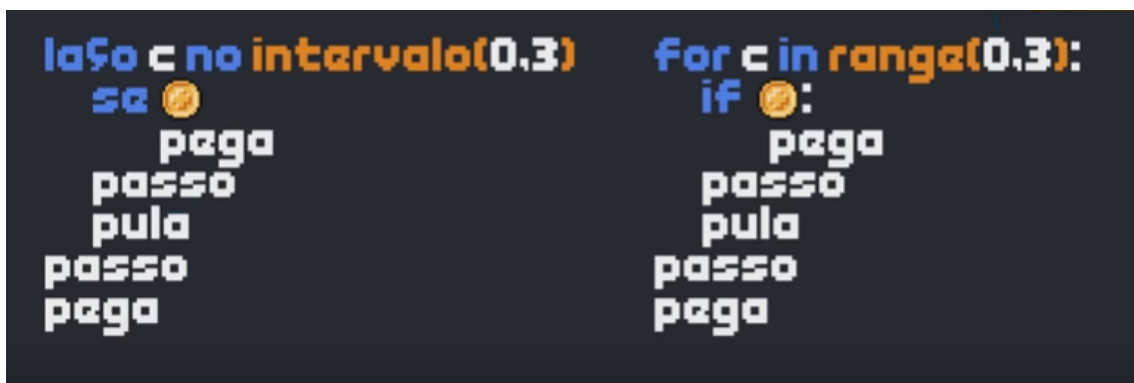 laço c no intervalo(0,3)
se
pega
passo
pula
passo
pega
for c in range(0,3):
if :
pega
passo
pula
passo
pega